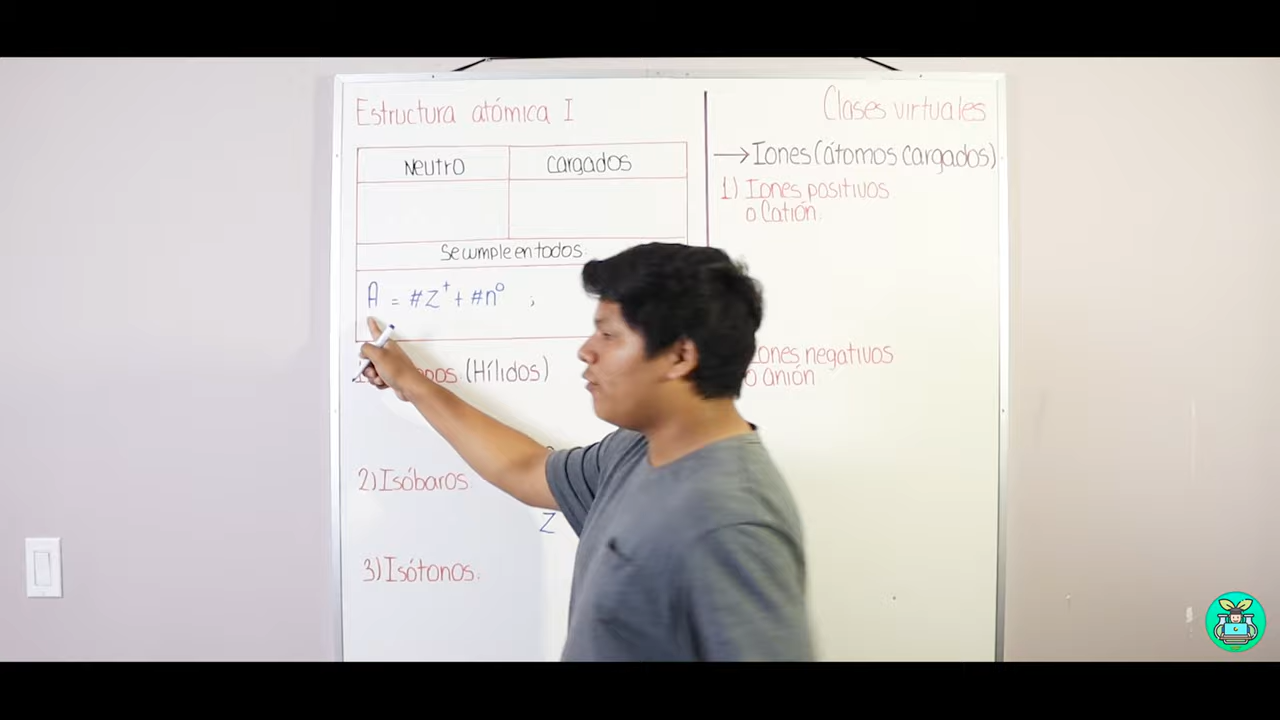 Estructura atómica I
Neutro
cargados
Se cumple en todos:
A = #Z⁺ + #n⁰ ;
(Hílidos)
2) Isóbaros
Z
3) Isótonos:
Clases virtuales
→ Iones (átomos cargados)
1) Iones positivos
o Catión:
Iones negativos
o anión